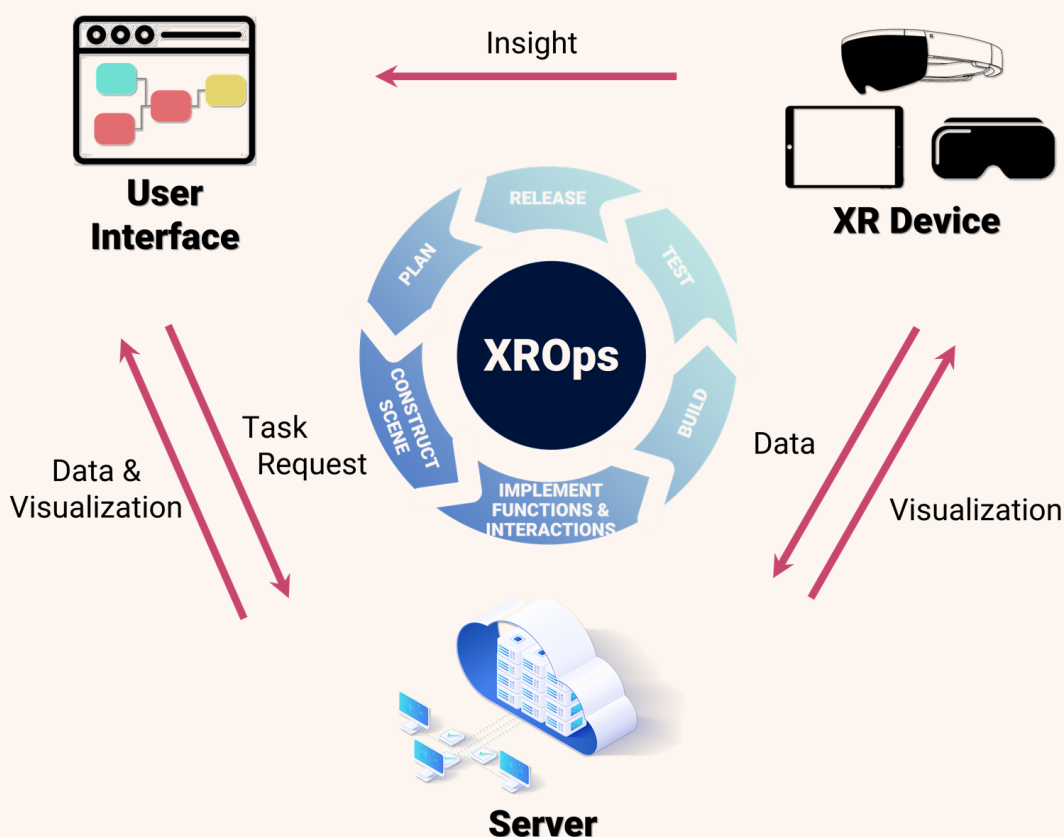 Insight
User
Interface
XR Device
RELEASE
PLAN
TEST
XROps
CONSTRUCT
SCENE
BUILD
IMPLEMENT
FUNCTIONS &
INTERACTIONS
Task
Request
Data &
Visualization
Data
Visualization
Server